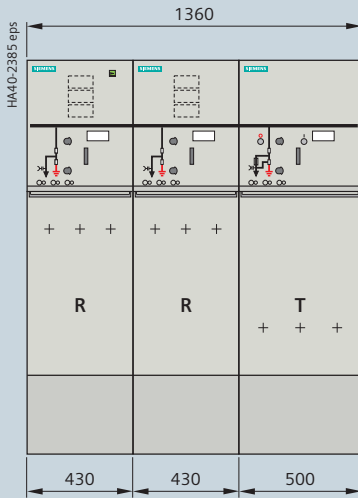 1360
HA40-2385 eps
SIEMENS SIEMENS SIEMENS
R R T
430 430 500